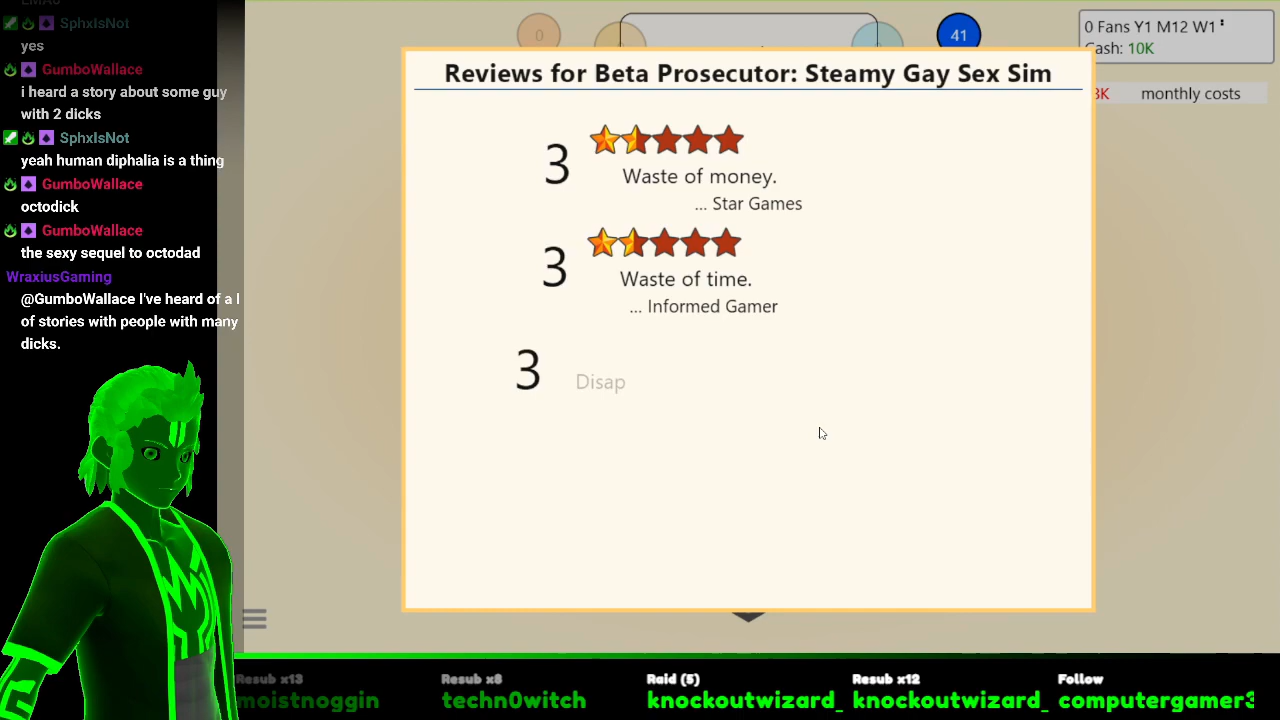 SphxIsNot
yes
GumboWallace
i heard a story about some guy
with 2 dicks
SphxIsNot
yeah human diphalia is a thing
GumboWallace
octodick
GumboWallace
the sexy sequel to octodad
WraxiusGaming
@GumboWallace I've heard of a l
of stories with people with many
dicks.
0
41
0 Fans Y1 M12 W1
Cash: 10K
3K monthly costs
Reviews for Beta Prosecutor: Steamy Gay Sex Sim
3
Waste of money.
... Star Games
3
Waste of time.
... Informed Gamer
3
Disap
Resub x13
moistnoggin
Resub x8
techn0witch
Raid (5)
knockoutwizard_
Resub x12
knockoutwizard_
Follow
computergamer3